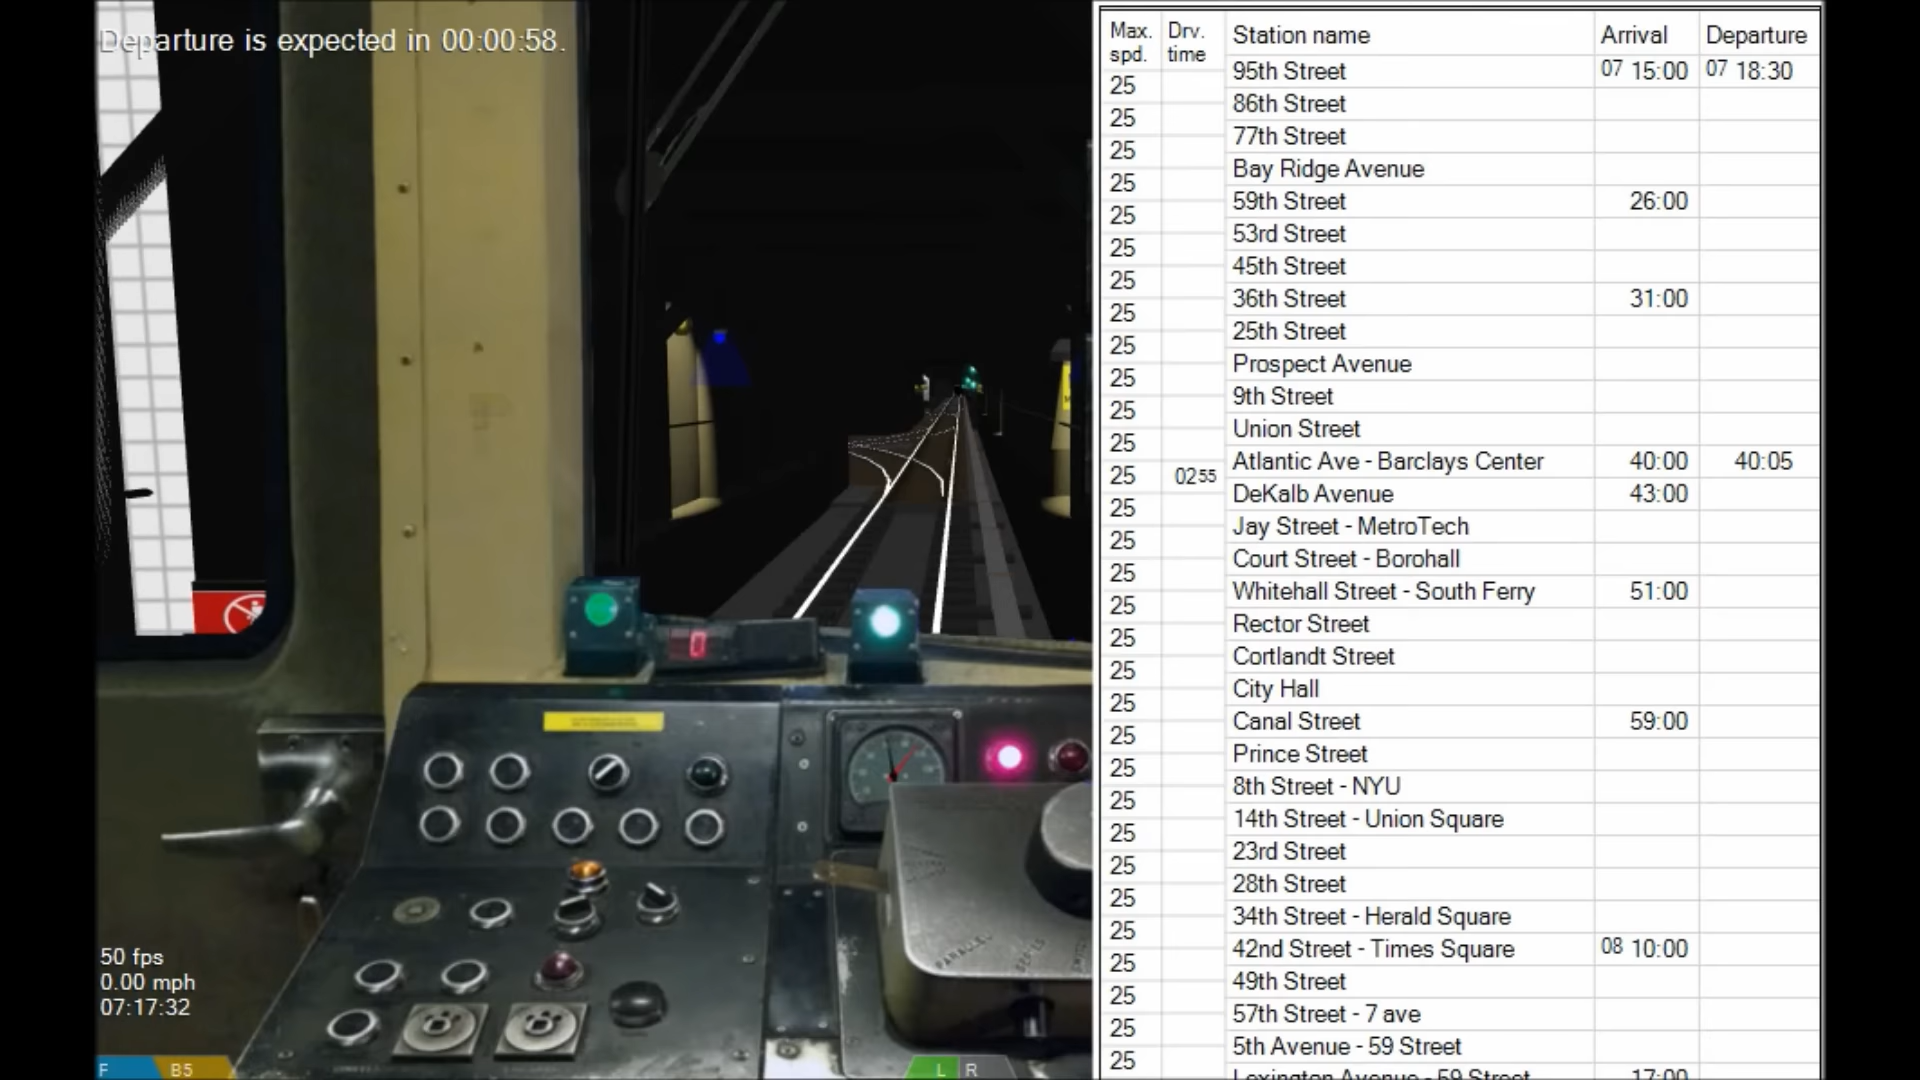 Departure is expected in 00:00:58.
0
50 fps
0.00 mph
07:17:32
F B5 L R
Max. spd. Drv. time Station name Arrival Departure
95th Street 07 15:00 07 18:30
25
86th Street
25
77th Street
25
Bay Ridge Avenue
25
59th Street 26:00
25
53rd Street
25
45th Street
25
36th Street 31:00
25
25th Street
25
Prospect Avenue
25
9th Street
25
Union Street
25
Atlantic Ave - Barclays Center 40:00 40:05
25 02 55
DeKalb Avenue 43:00
25
Jay Street - MetroTech
25
Court Street - Borohall
25
Whitehall Street - South Ferry 51:00
25
Rector Street
25
Cortlandt Street
25
City Hall
25
Canal Street 59:00
25
Prince Street
25
8th Street - NYU
25
14th Street - Union Square
25
23rd Street
25
28th Street
25
34th Street - Herald Square
25
42nd Street - Times Square 08 10:00
25
49th Street
25
57th Street - 7 ave
25
5th Avenue - 59 Street
25
Lexington Avenue - 59 Street 17:00